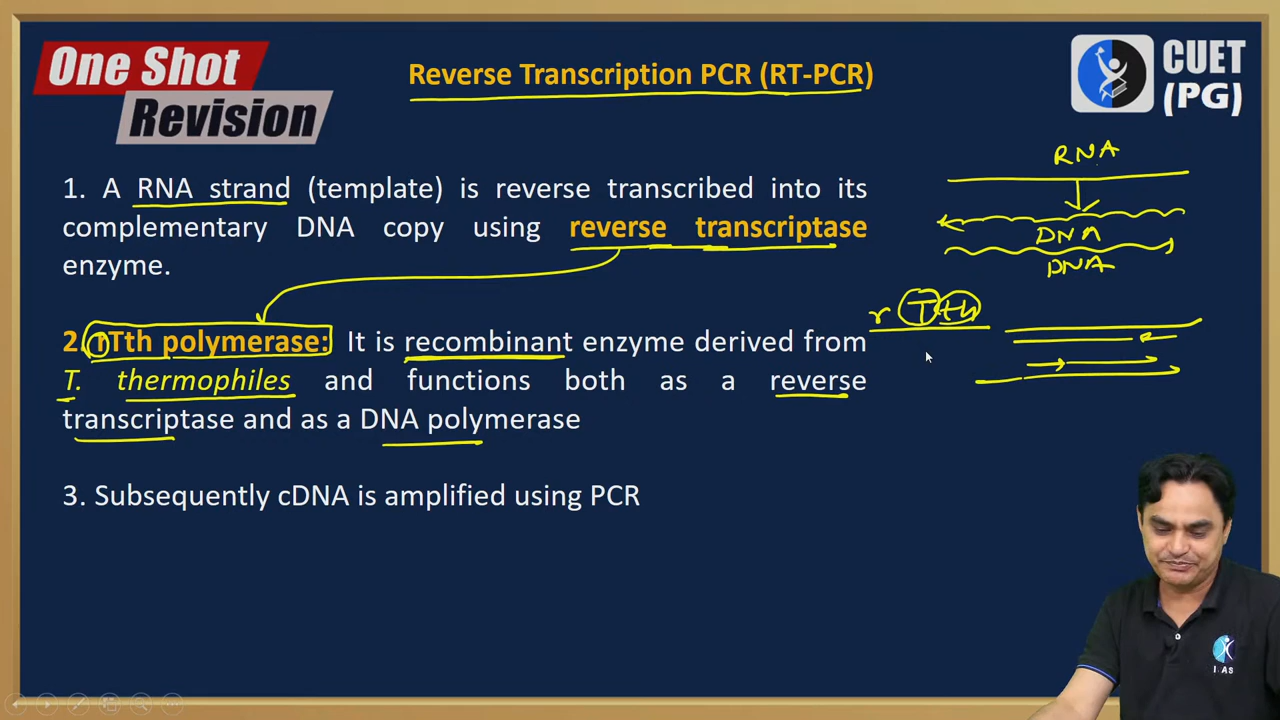 One Shot
Revision
Reverse Transcription PCR (RT-PCR)
CUET
(PG)
1. A RNA strand (template) is reverse transcribed into its
complementary DNA copy using reverse transcriptase
enzyme.
RNA
DNA
DNA
r Tth
2. rTth polymerase: It is recombinant enzyme derived from
T. thermophiles and functions both as a reverse
transcriptase and as a DNA polymerase
3. Subsequently cDNA is amplified using PCR